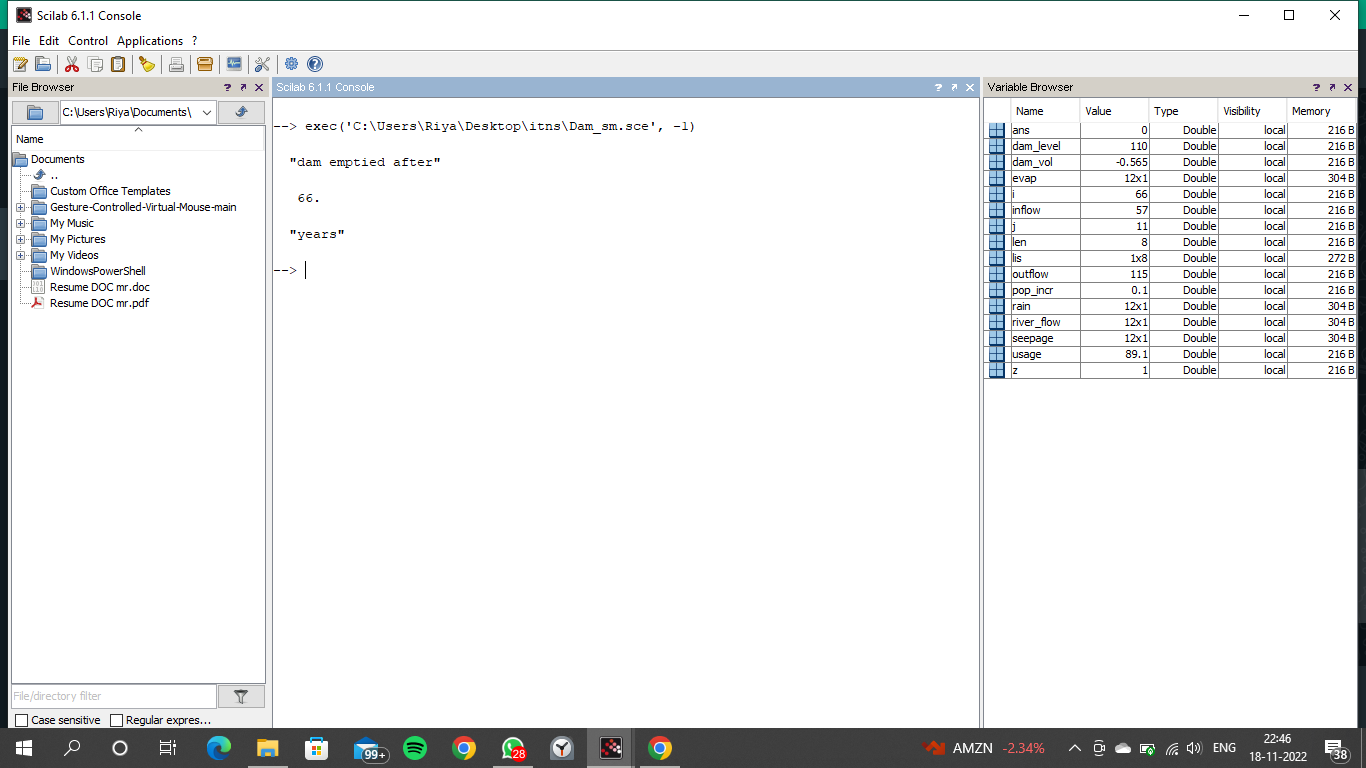 Scilab 6.1.1 Console
File Edit Control Applications ?
File Browser ?
C:\Users\Riya\Documents\
Name
Documents
..
Custom Office Templates
Gesture-Controlled-Virtual-Mouse-main
My Music
My Pictures
My Videos
WindowsPowerShell
Resume DOC mr.doc
Resume DOC mr.pdf
File/directory filter
Case sensitive Regular expres...
Scilab 6.1.1 Console ?
--> exec('C:\Users\Riya\Desktop\itns\Dam_sm.sce', -1)
"dam emptied after"
66.
"years"
-->
Variable Browser ?
Name Value Type Visibility Memory
ans 0 Double local 216 B
dam_level 110 Double local 216 B
dam_vol -0.565 Double local 216 B
evap 12x1 Double local 304 B
i 66 Double local 216 B
inflow 57 Double local 216 B
j 11 Double local 216 B
len 8 Double local 216 B
lis 1x8 Double local 272 B
outflow 115 Double local 216 B
pop_incr 0.1 Double local 216 B
rain 12x1 Double local 304 B
river_flow 12x1 Double local 304 B
seepage 12x1 Double local 304 B
usage 89.1 Double local 216 B
z 1 Double local 216 B
99+
28
AMZN -2.34%
ENG
22:46
18-11-2022
38